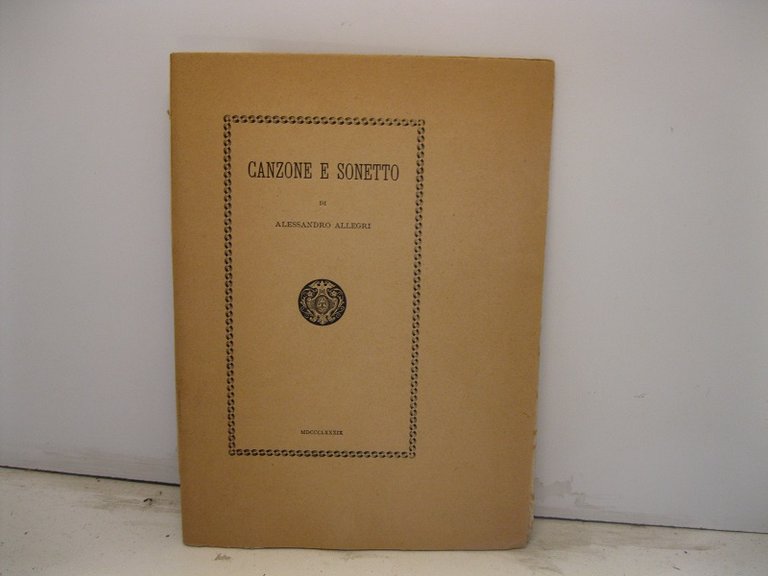 CANZONE E SONETTO
DI
ALESSANDRO ALLEGRI
MDCCCLXXXIX